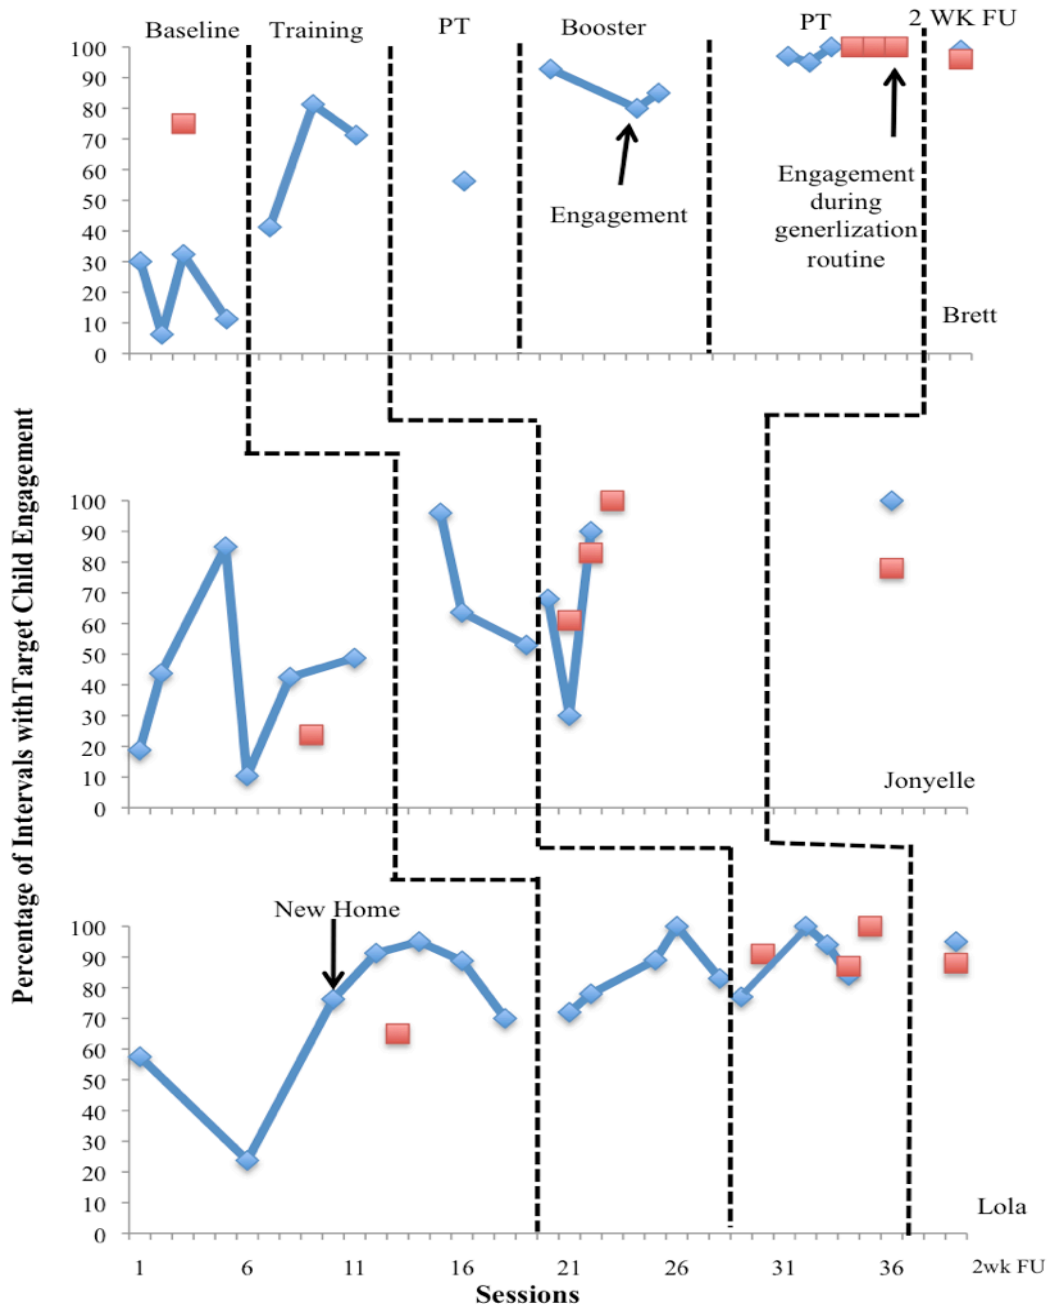 Baseline Training PT Booster PT 2 WK FU
100
90
80
70
60
50
40
30
20
10
0
Engagement
Engagement
during
generlization
routine
Brett
Percentage of Intervals withTarget Child Engagement
100
90
80
70
60
50
40
30
20
10
0
Jonyelle
New Home
100
90
80
70
60
50
40
30
20
10
0
Lola
1 6 11 16 21 26 31 36 2wk FU
Sessions